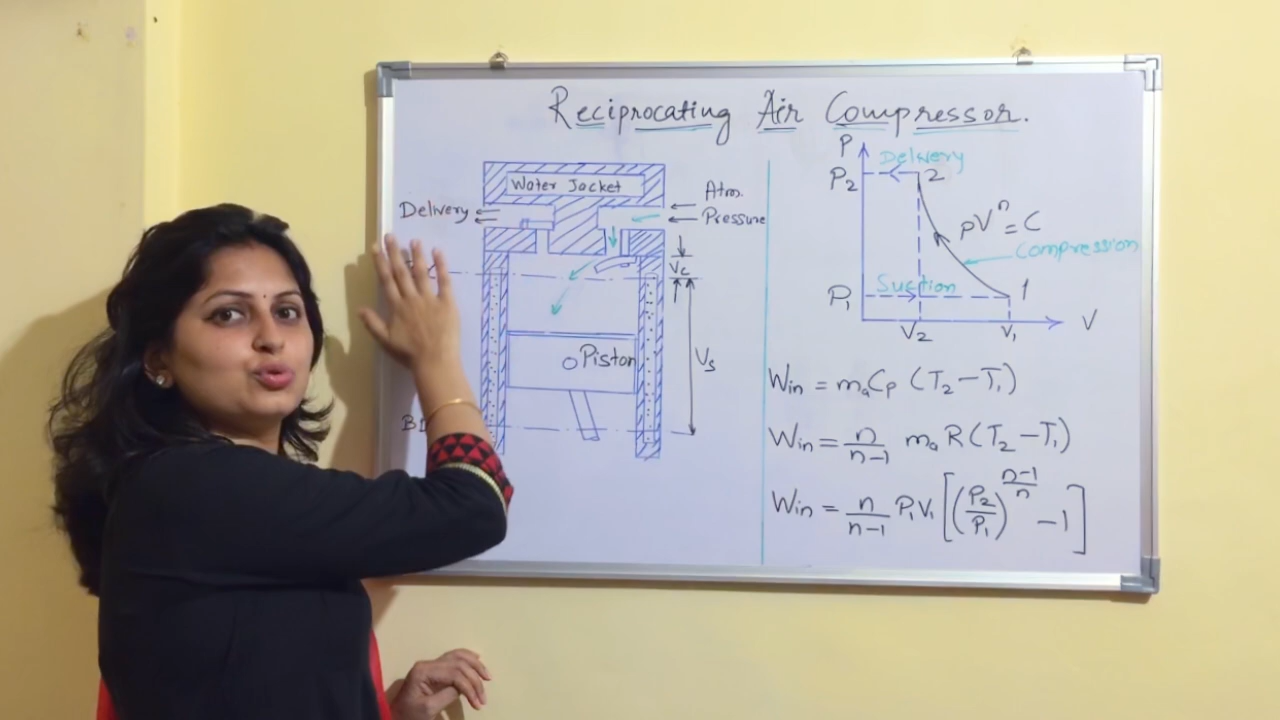 Reciprocating Air Compressor.
Water Jacket
Delivery
Atm.
Pressure
Vc
Piston
Vs
P
Delivery
P2
2
pVⁿ = C
Compression
Suction
P1
1
V2
V1
V
Win = maCp (T2 – T1)
Win = n/n-1 maR (T2 – T1)
Win = n/n-1 P1V1 [(P2/P1)^(n-1/n) – 1]